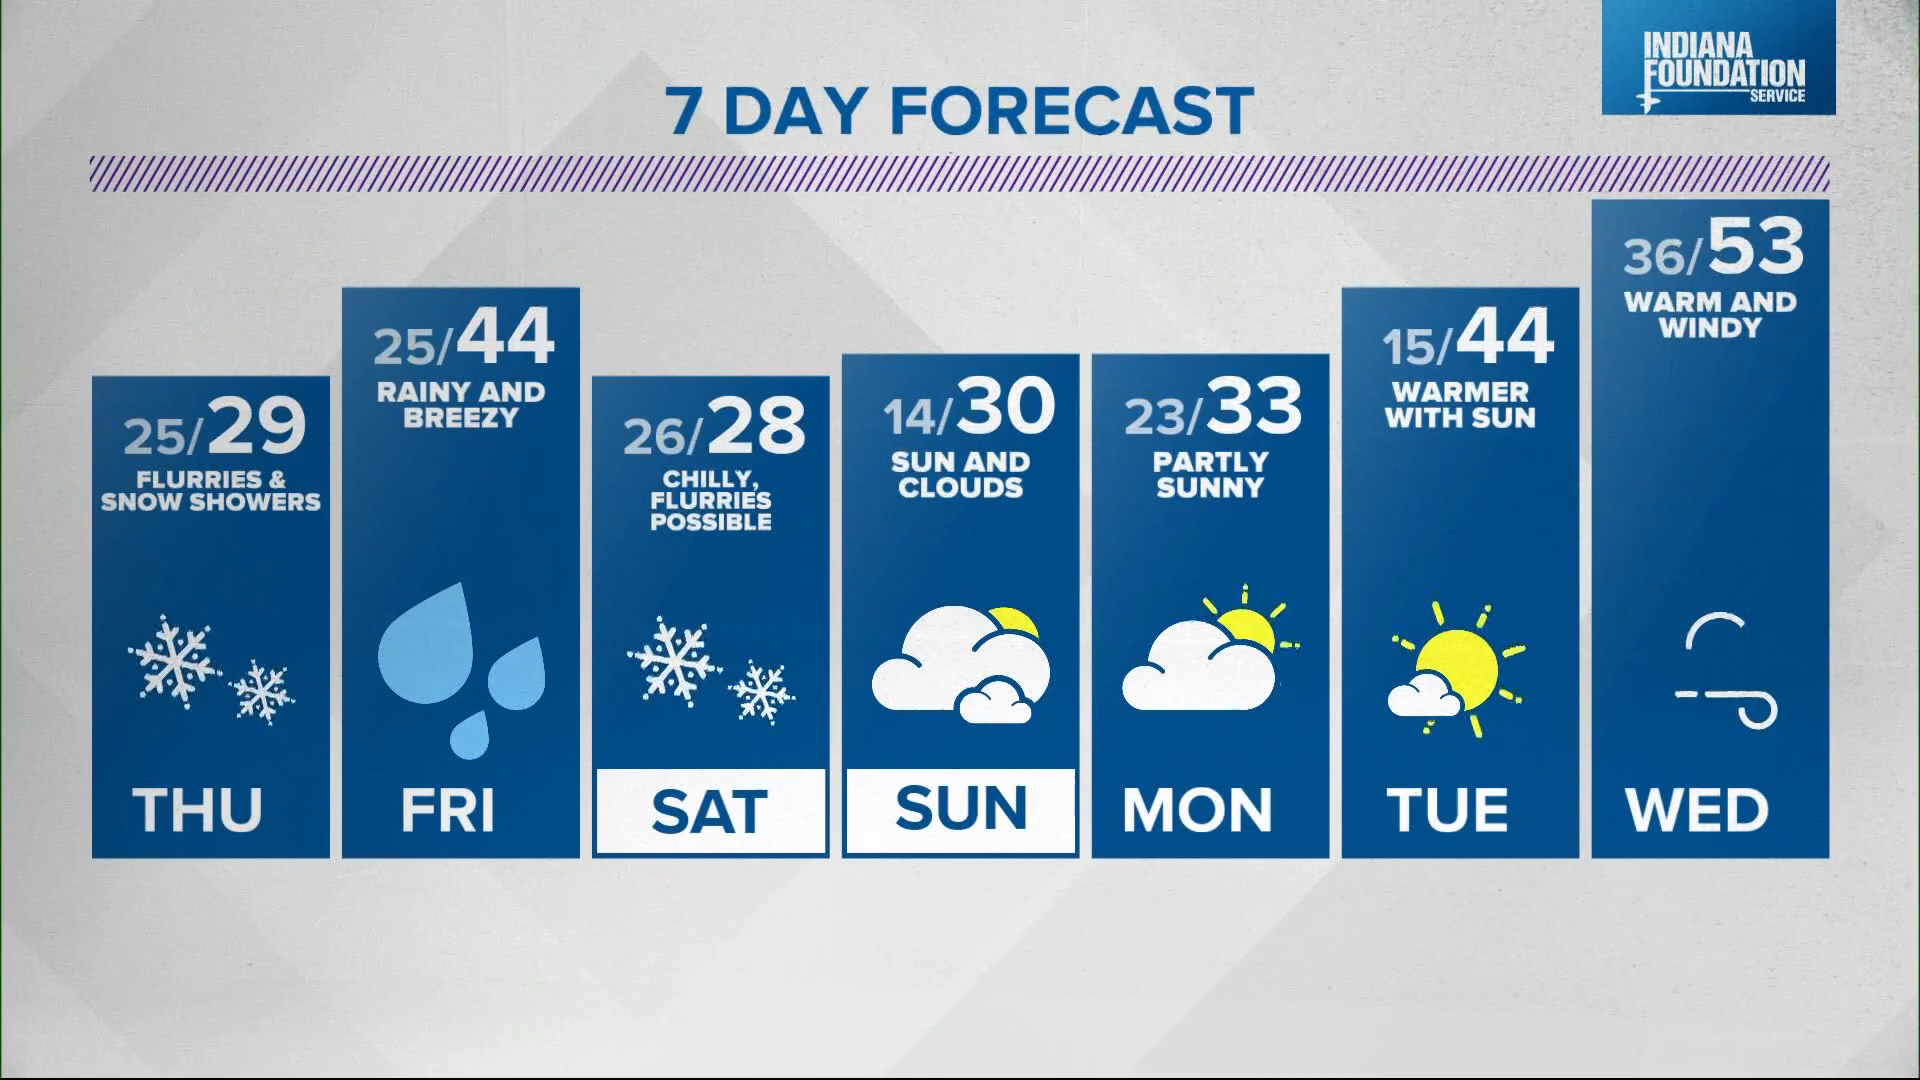 INDIANA
FOUNDATION
SERVICE
7 DAY FORECAST
25/29
FLURRIES &
SNOW SHOWERS
THU
25/44
RAINY AND
BREEZY
FRI
26/28
CHILLY,
FLURRIES
POSSIBLE
SAT
14/30
SUN AND
CLOUDS
SUN
23/33
PARTLY
SUNNY
MON
15/44
WARMER
WITH SUN
TUE
36/53
WARM AND
WINDY
WED